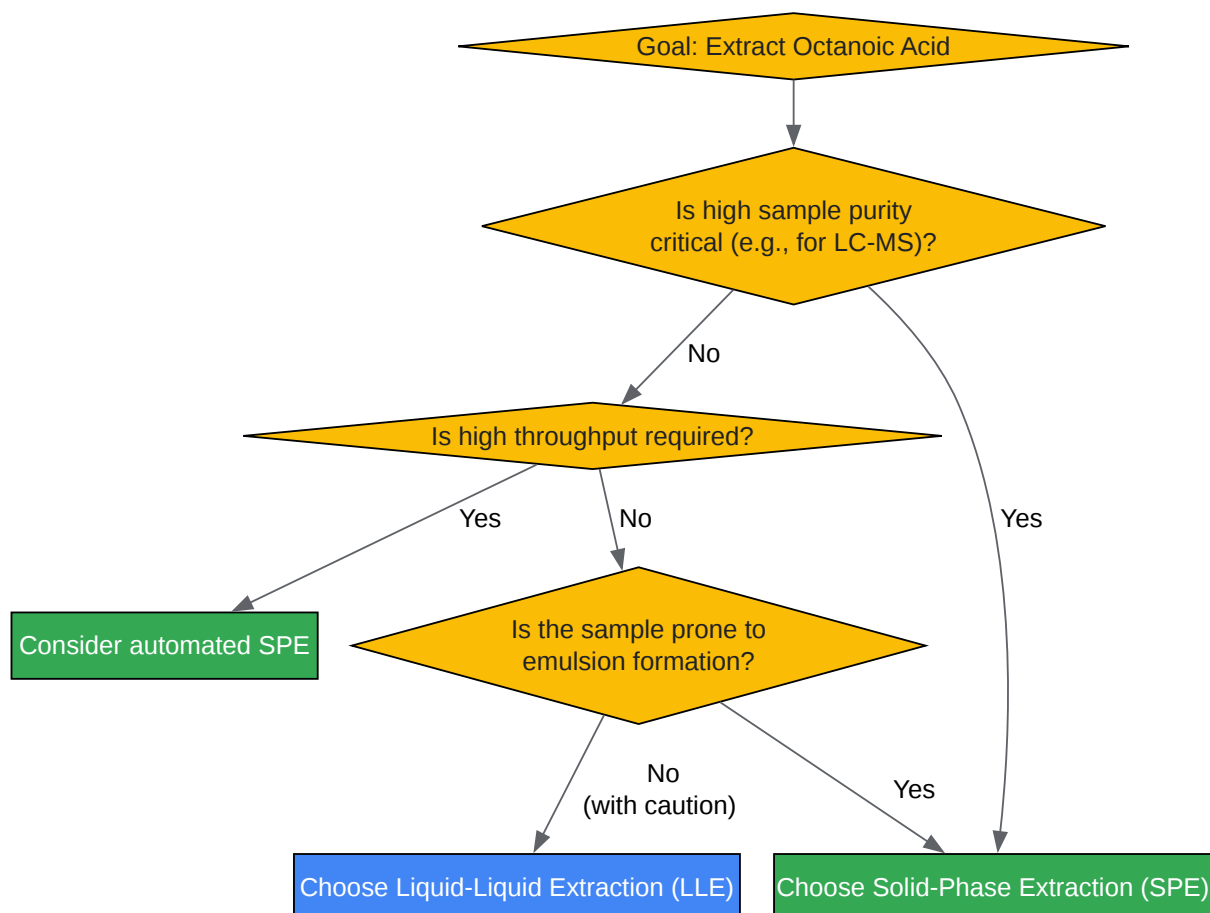 Goal: Extract Octanoic Acid
Is high sample purity
critical (e.g., for LC-MS)?
No
Is high throughput required?
Yes
No
Yes
Consider automated SPE
Is the sample prone to
emulsion formation?
No
(with caution)
Yes
Choose Liquid-Liquid Extraction (LLE)
Choose Solid-Phase Extraction (SPE)